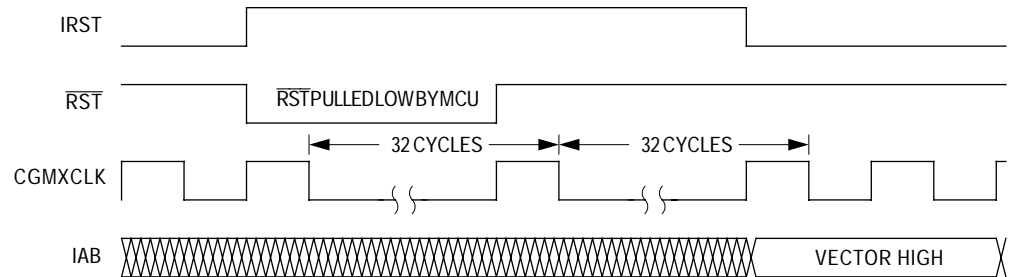 IRST
RST
RSTPULLEDLOWBYMCU
32 CYCLES
32 CYCLES
CGMXCLK
IAB
VECTOR HIGH